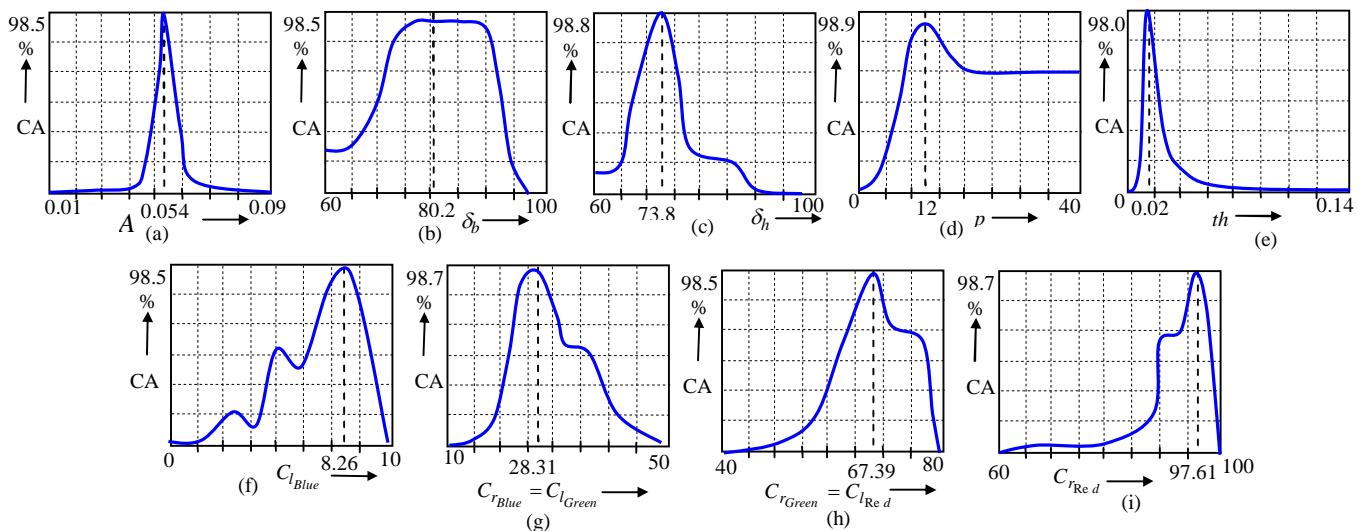 98.5 % CA 0.01 0.054 0.09 A (a)
98.5 % CA 60 80.2 100 δb (b)
98.8 % CA 60 73.8 100 δh (c)
98.9 % CA 0 12 40 p (d)
98.0 % CA 0 0.02 0.14 th (e)
98.5 % CA 0 8.26 10 ClBlue (f)
98.7 % CA 10 28.31 50 CrBlue = ClGreen (g)
98.5 % CA 40 67.39 80 CrGreen = ClRe d (h)
98.7 % CA 60 97.61 100 CrRe d (i)